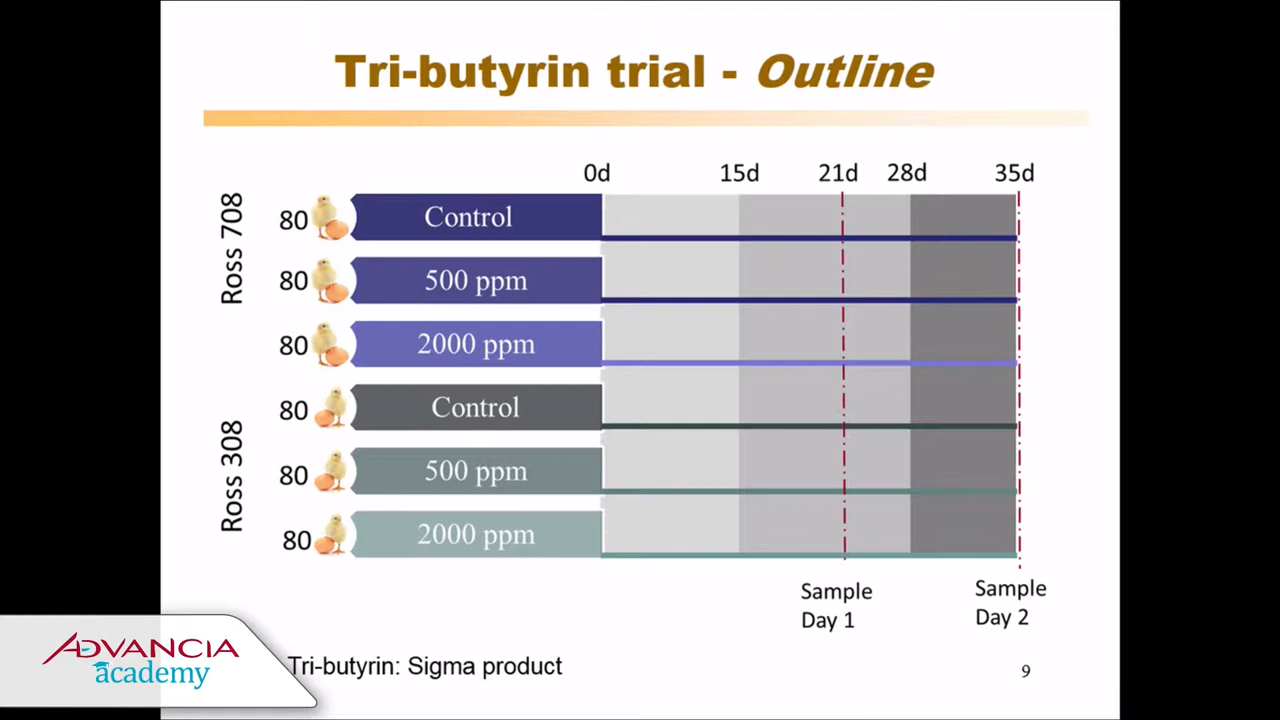 Tri-butyrin trial - Outline
0d 15d 21d 28d 35d
Ross 708
80 Control
80 500 ppm
80 2000 ppm
Ross 308
80 Control
80 500 ppm
80 2000 ppm
Sample
Day 1
Sample
Day 2
ADVANCIA
academy
Tri-butyrin: Sigma product
9